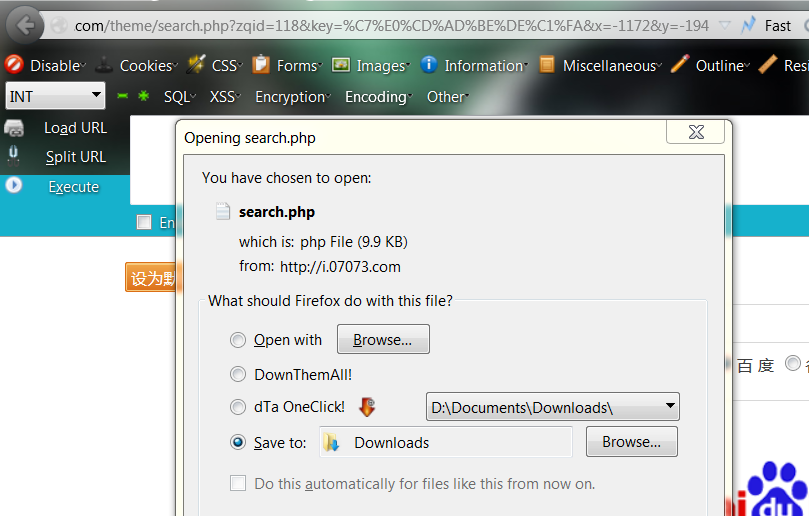 .com/theme/search.php?zqid=118&key=%C7%E0%CD%AD%BE%DE%C1%FA&x=-1172&y=-194 Fast
Disable Cookies CSS Forms Images Information Miscellaneous Outline Resi
INT SQL XSS Encryption Encoding Other
Load URL
Split URL
Execute
En
设为默
Opening search.php
You have chosen to open:
search.php
which is: php File (9.9 KB)
from: http://i.07073.com
What should Firefox do with this file?
Open with Browse...
DownThemAll!
dTa OneClick! D:\Documents\Downloads\
Save to: Downloads Browse...
Do this automatically for files like this from now on.
百度
du